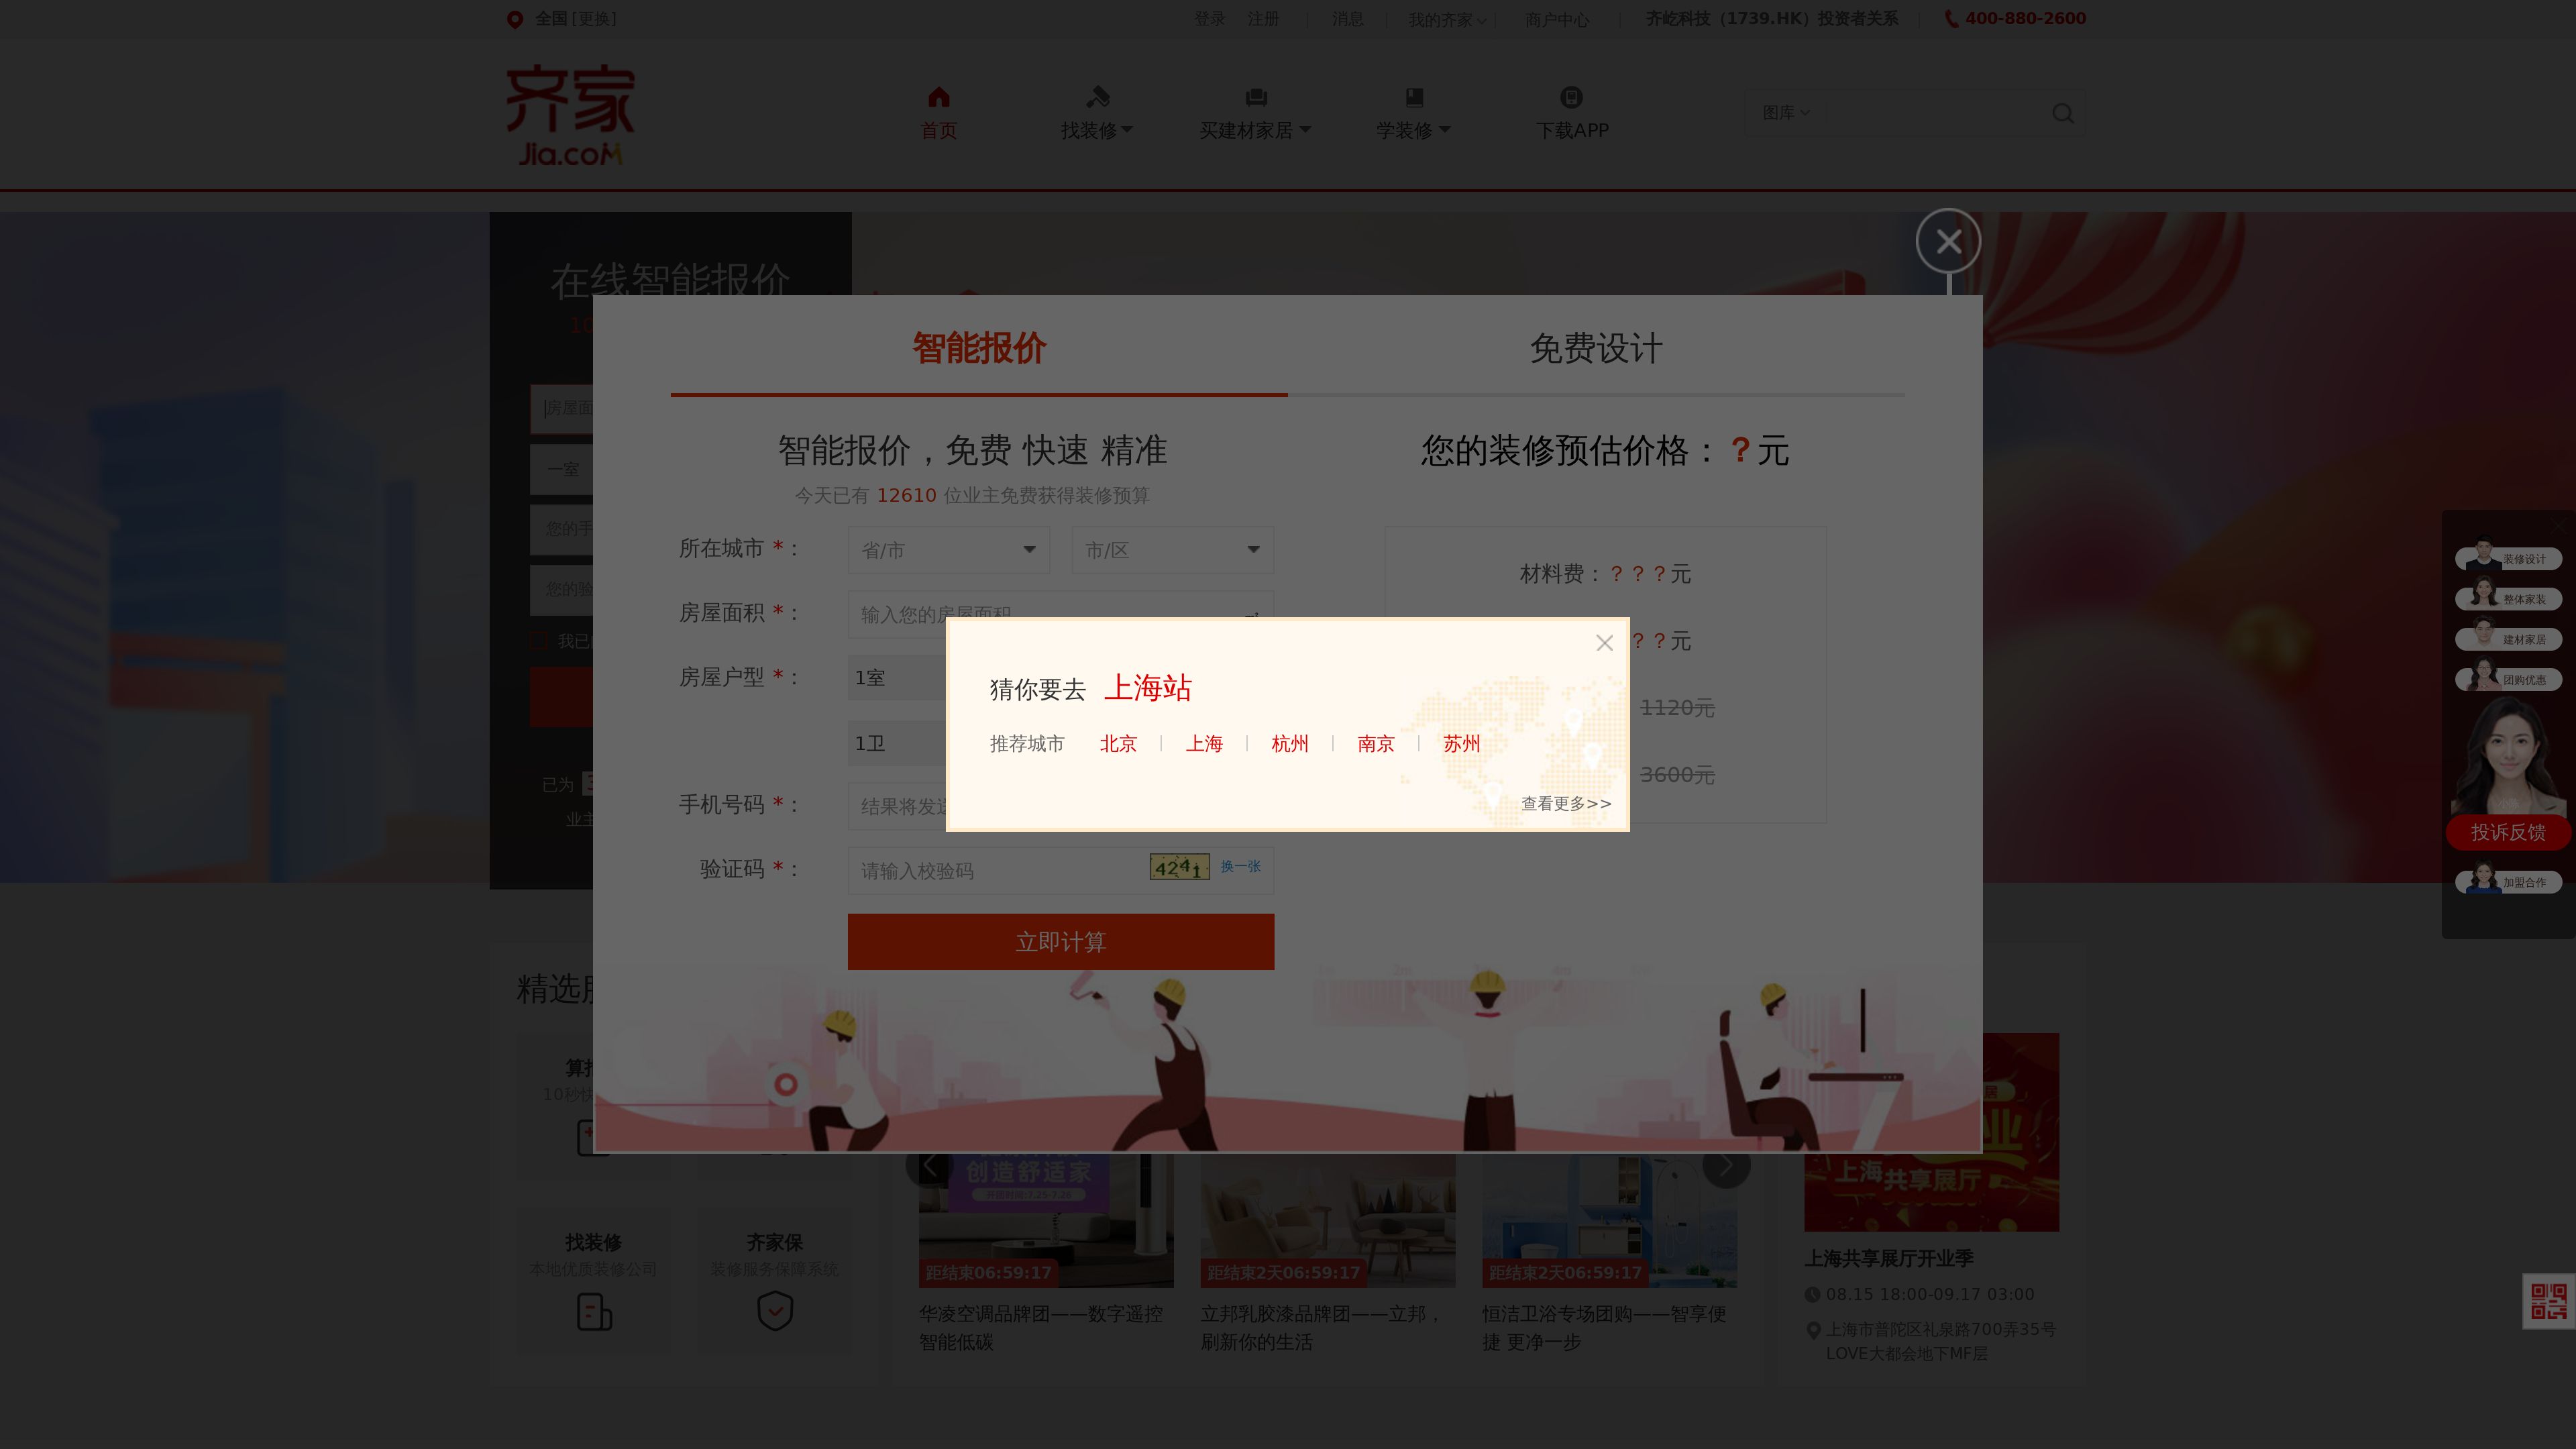 全国 [更换]
登录 注册 消息 我的齐家 商户中心 齐屹科技（1739.HK）投资者关系 400-880-2600
齐家
Jia.com
首页 找装修 买建材家居 学装修 下载APP
图库
在线智能报价
10
房屋面
一室
您的手
您的验
我已
已为
业主
智能报价 免费设计
智能报价，免费 快速 精准
今天已有 12610 位业主免费获得装修预算
您的装修预估价格：？元
所在城市 *： 省/市 市/区
房屋面积 *： 输入您的房屋面积
房屋户型 *： 1室
1卫
手机号码 *： 结果将发送
验证码 *： 请输入校验码 4241 换一张
立即计算
材料费：？？？元
？？元
1120元
3600元
猜你要去 上海站
推荐城市 北京 上海 杭州 南京 苏州
查看更多>>
装修设计
整体家装
建材家居
团购优惠
投诉反馈
加盟合作
精选
10秒
找装修
本地优质装修公司
齐家保
装修服务保障系统
创造舒适家
距结束06:59:17
华凌空调品牌团——数字遥控
智能低碳
距结束2天06:59:17
立邦乳胶漆品牌团——立邦，
刷新你的生活
距结束2天06:59:17
恒洁卫浴专场团购——智享便
捷 更净一步
业
上海共享展厅
上海共享展厅开业季
08.15 18:00-09.17 03:00
上海市普陀区礼泉路700弄35号
LOVE大都会地下MF层